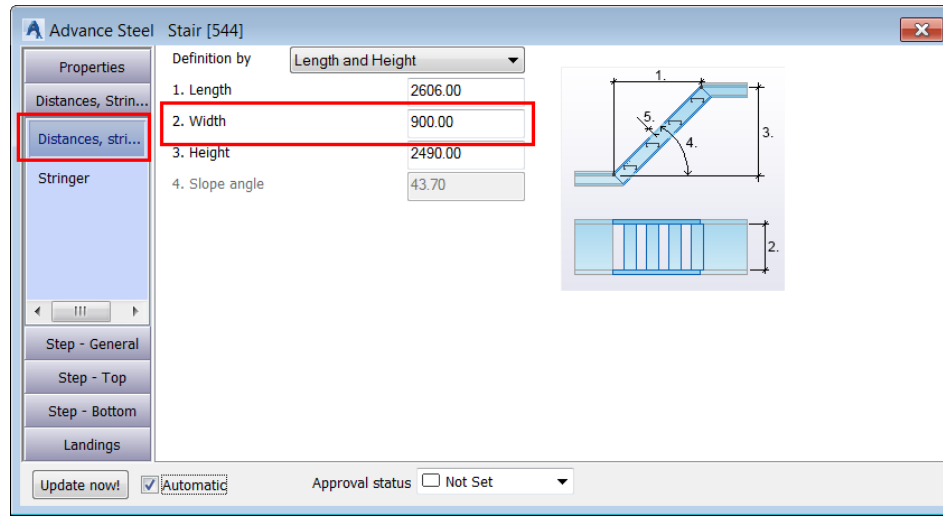 Advance Steel   Stair [544]
Properties
Distances, Strin...
Distances, stri...
Stringer
Step - General
Step - Top
Step - Bottom
Landings
Definition by   Length and Height
1. Length   2606.00
2. Width   900.00
3. Height   2490.00
4. Slope angle   43.70
1.
5.
4.
3.
2.
Update now!   Automatic   Approval status   Not Set